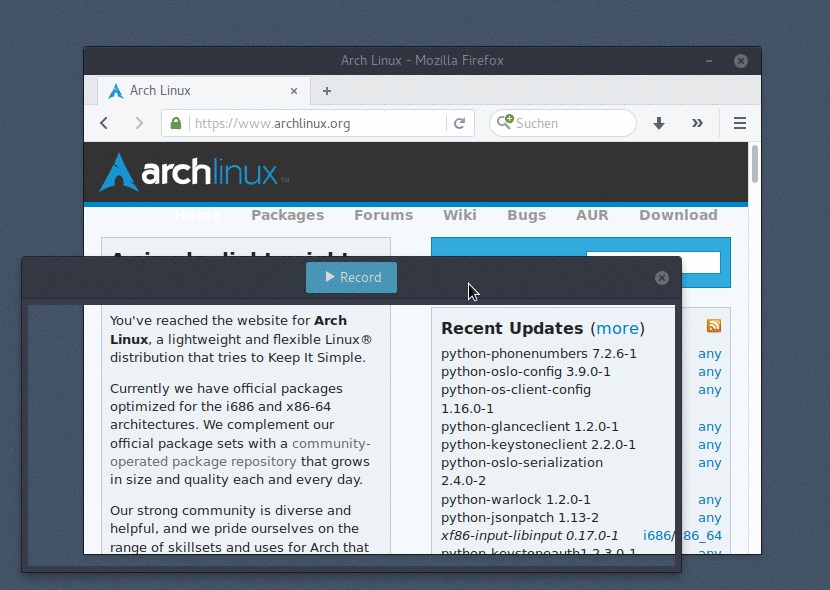 Arch Linux - Mozilla Firefox
Arch Linux
https://www.archlinux.org
Suchen
archlinux™
Home Packages Forums Wiki Bugs AUR Download
Record
You've reached the website for Arch
Linux, a lightweight and flexible Linux®
distribution that tries to Keep It Simple.
Currently we have official packages
optimized for the i686 and x86-64
architectures. We complement our
official package sets with a community-
operated package repository that grows
in size and quality each and every day.
Our strong community is diverse and
helpful, and we pride ourselves on the
range of skillsets and uses for Arch that
Recent Updates (more)
python-phonenumbers 7.2.6-1 any
python-oslo-config 3.9.0-1 any
python-os-client-config any
1.16.0-1
python-glanceclient 1.2.0-1 any
python-keystoneclient 2.2.0-1 any
python-oslo-serialization any
2.4.0-2
python-warlock 1.2.0-1 any
python-jsonpatch 1.13-2 any
xf86-input-libinput 0.17.0-1 i686/x86_64
python-keystoneauth1 2.3.0-1 any